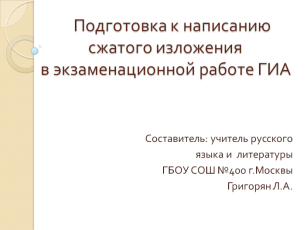 Подготовка к написанию
сжатого изложения
в экзаменационной работе ГИА
Составитель: учитель русского
языка и литературы
ГБОУ СОШ №400 г.Москвы
Григорян Л.А.